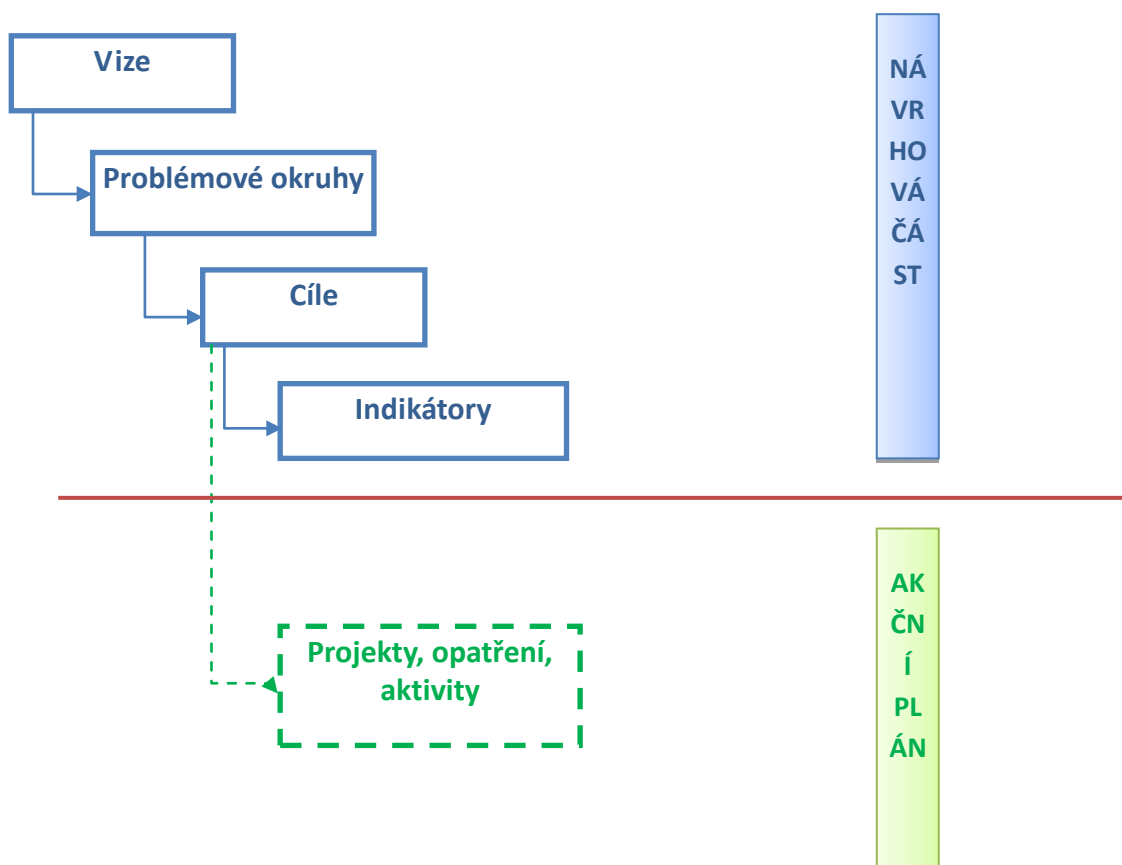 Vize
Problémové okruhy
Cíle
Indikátory
NÁ
VR
HO
VÁ
ČÁ
ST
Projekty, opatření,
aktivity
AK
ČN
Í
PL
ÁN